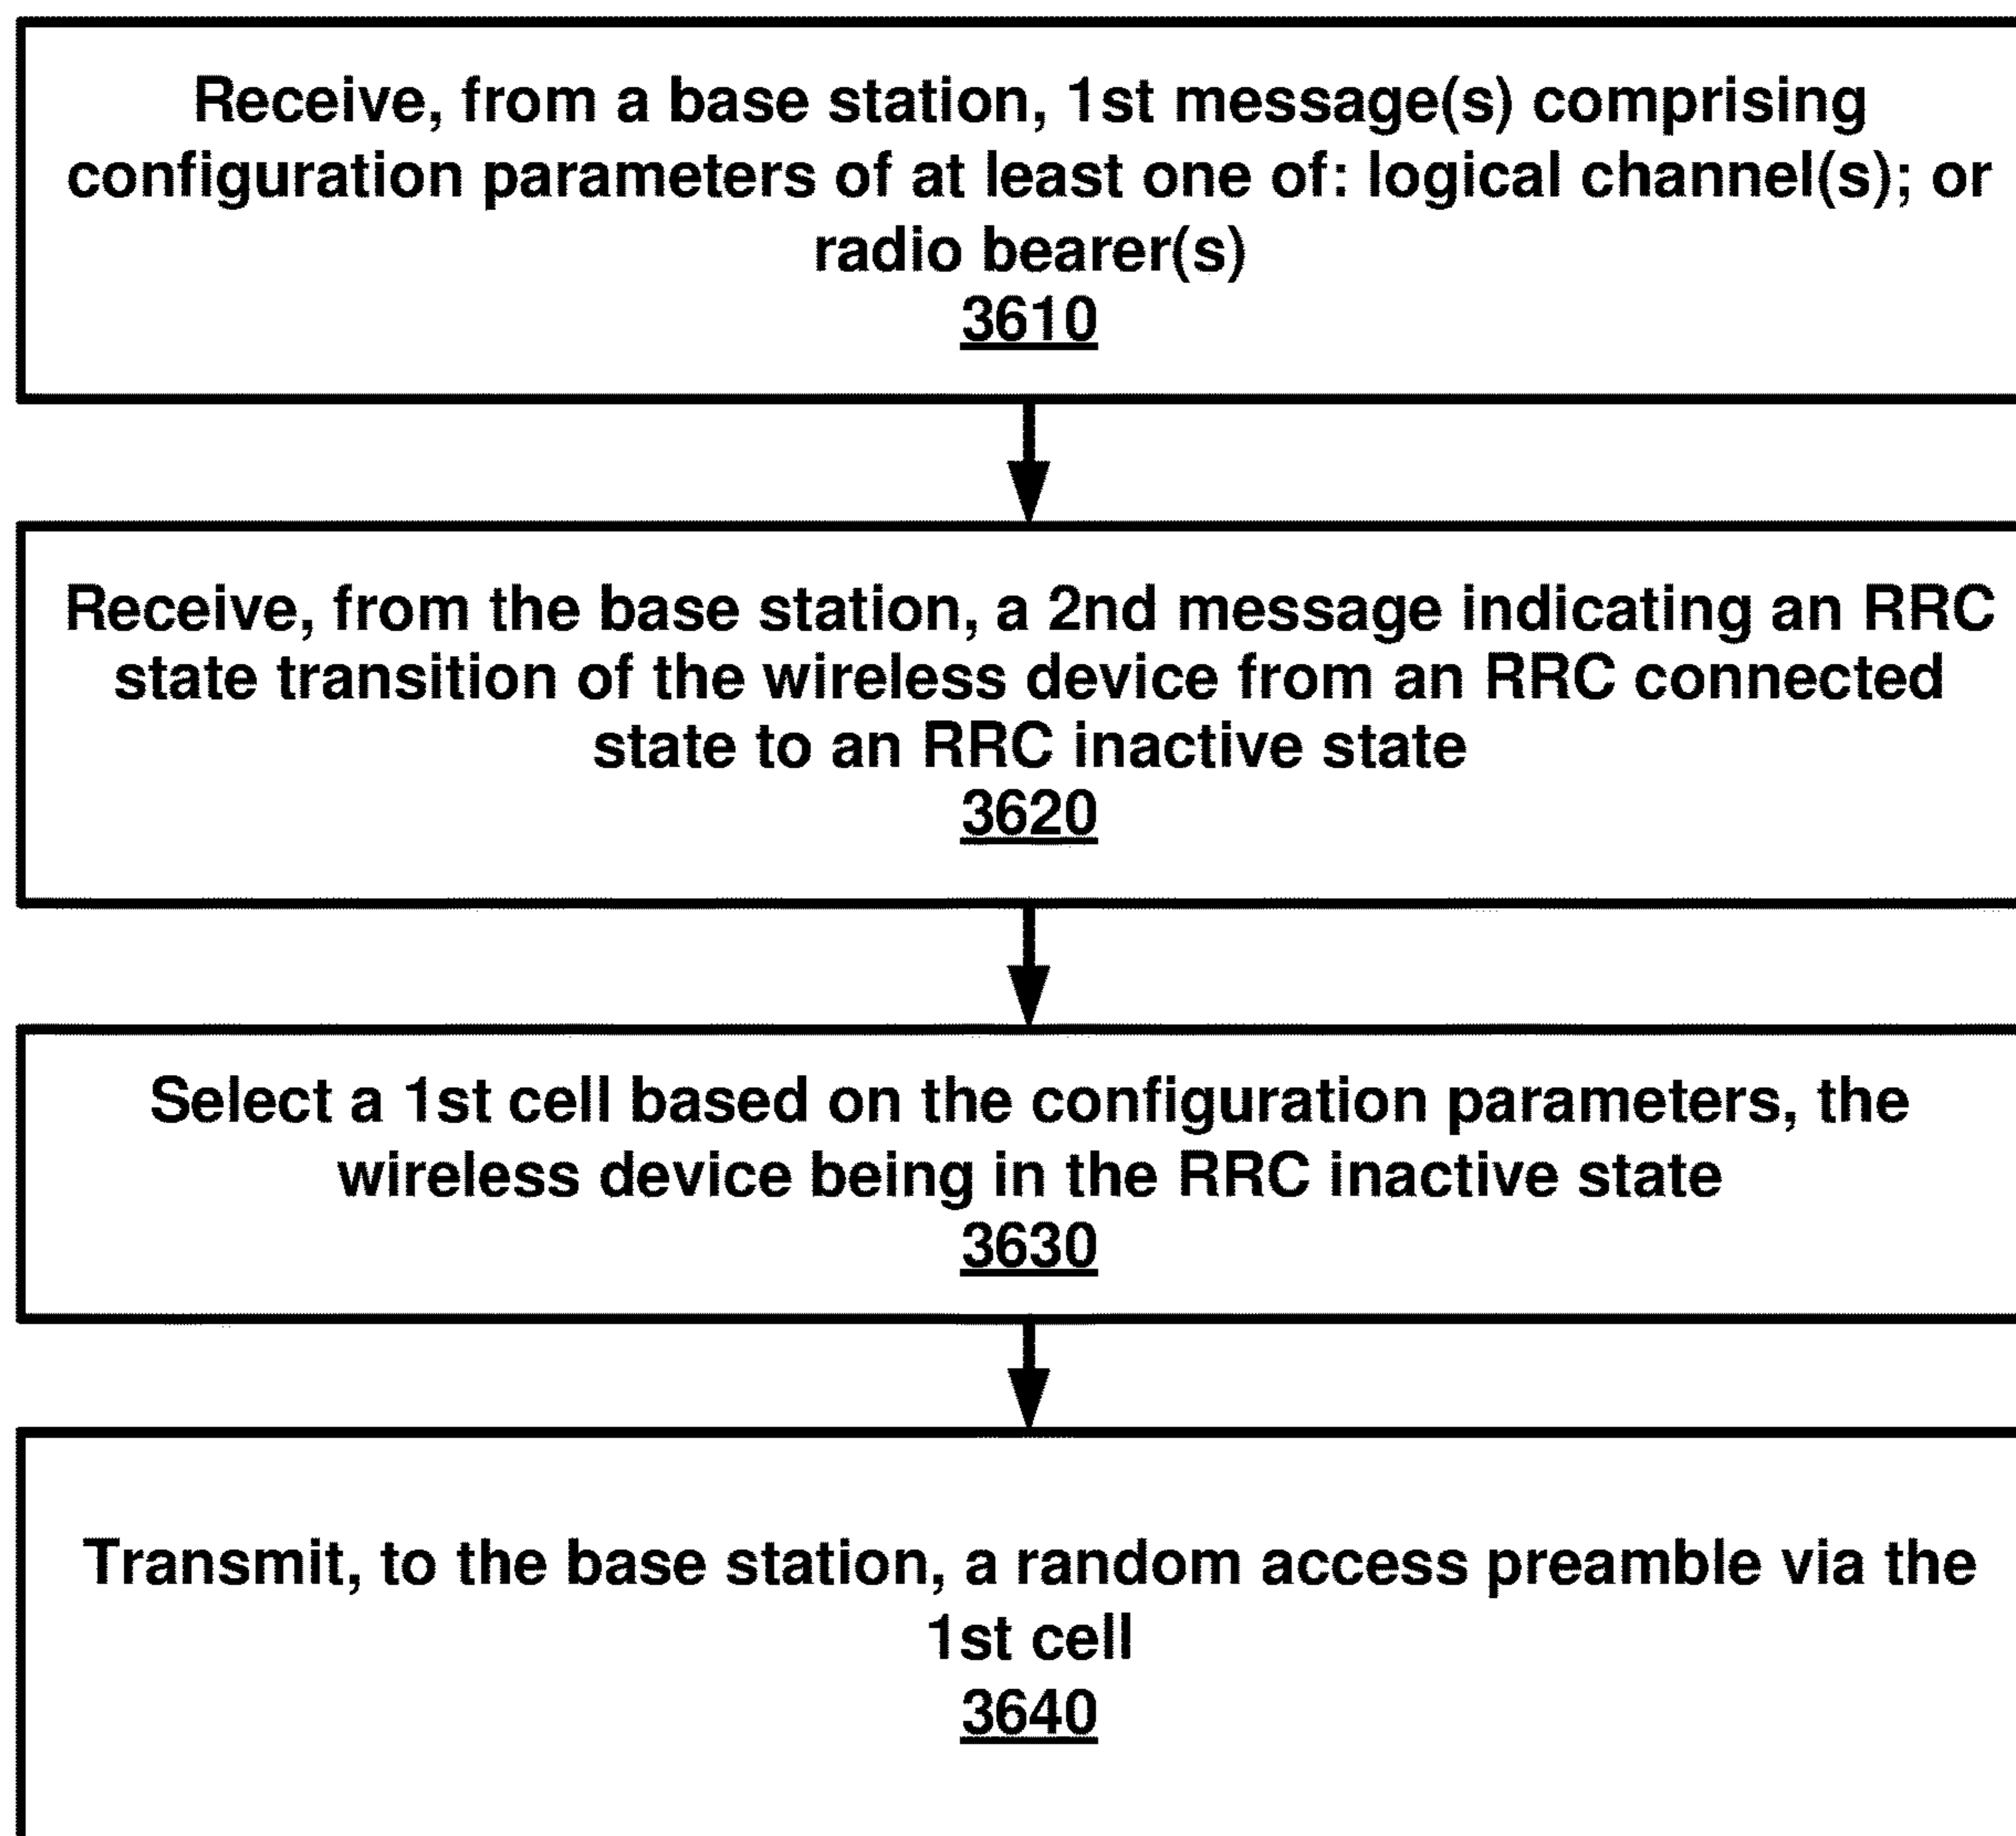 Receive, from a base station, 1st message(s) comprising
configuration parameters of at least one of: logical channel(s); or
radio bearer(s)
3610
Receive, from the base station, a 2nd message indicating an RRC
state transition of the wireless device from an RRC connected
state to an RRC inactive state
3620
Select a 1st cell based on the configuration parameters, the
wireless device being in the RRC inactive state
3630
Transmit, to the base station, a random access preamble via the
1st cell
3640